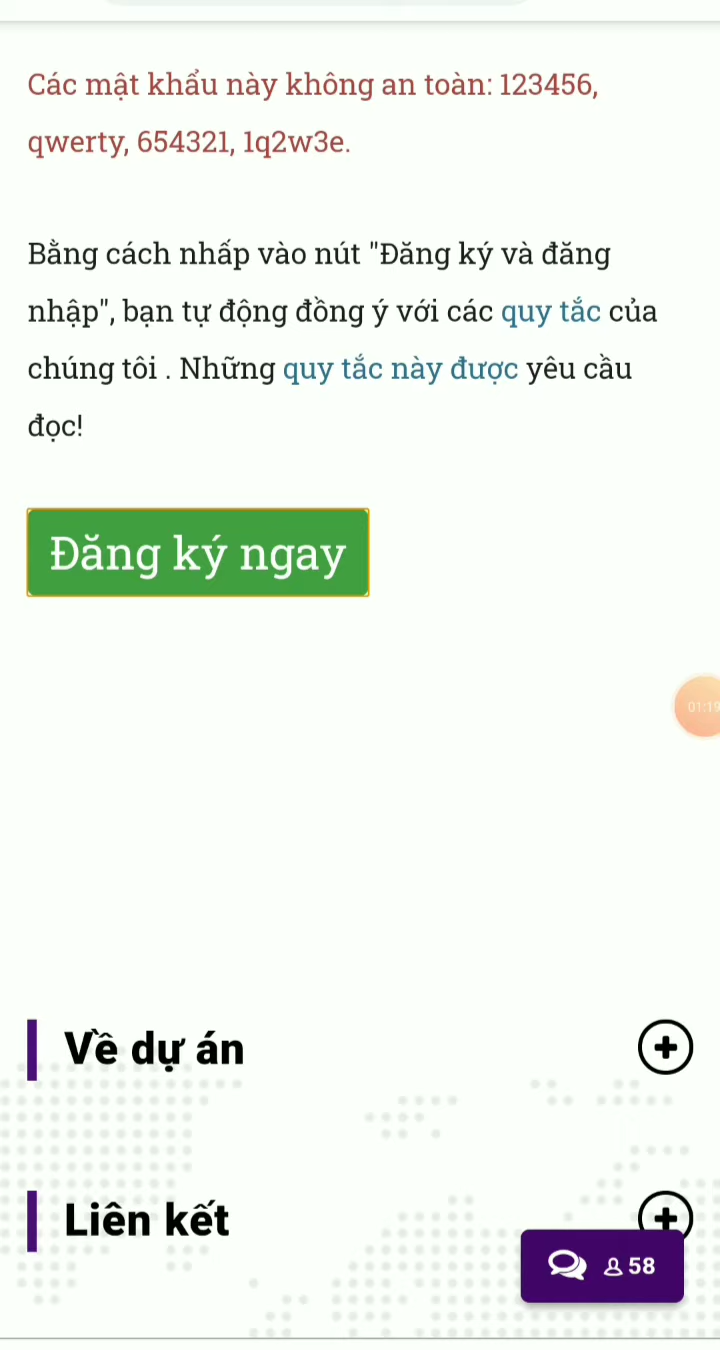 Các mật khẩu này không an toàn: 123456,
qwerty, 654321, 1q2w3e.
Bằng cách nhấp vào nút "Đăng ký và đăng
nhập", bạn tự động đồng ý với các quy tắc của
chúng tôi . Những quy tắc này được yêu cầu
đọc!
Đăng ký ngay
01:19
Về dự án
Liên kết
58